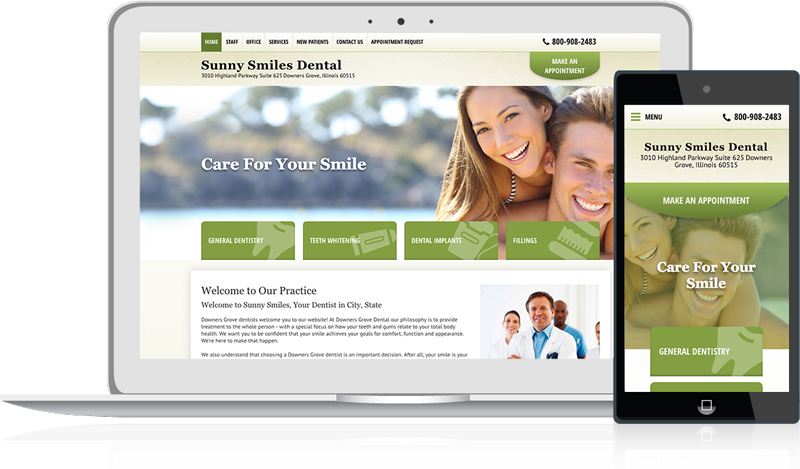 HOME STAFF OFFICE SERVICES NEW PATIENTS CONTACT US APPOINTMENT REQUEST 800-908-2483
Sunny Smiles Dental
3010 Highland Parkway Suite 625 Downers Grove, Illinois 60515
MAKE AN
APPOINTMENT
Care For Your Smile
GENERAL DENTISTRY TEETH WHITENING DENTAL IMPLANTS FILLINGS
Welcome to Our Practice
Welcome to Sunny Smiles, Your Dentist in City, State
Downers Grove dentists welcome you to our website! At Downers Grove Dental our philosophy is to provide
treatment to the whole person - with a special focus on how your teeth and gums relate to your total body
health. We want you to be confident that your smile achieves your goals for comfort, function and appearance.
We're here to make that happen.
We also understand that choosing a Downers Grove dentist is an important decision. After all, your smile is your
MENU 800-908-2483
Sunny Smiles Dental
3010 Highland Parkway Suite 625 Downers
Grove, Illinois 60515
MAKE AN APPOINTMENT
Care For Your
Smile
GENERAL DENTISTRY